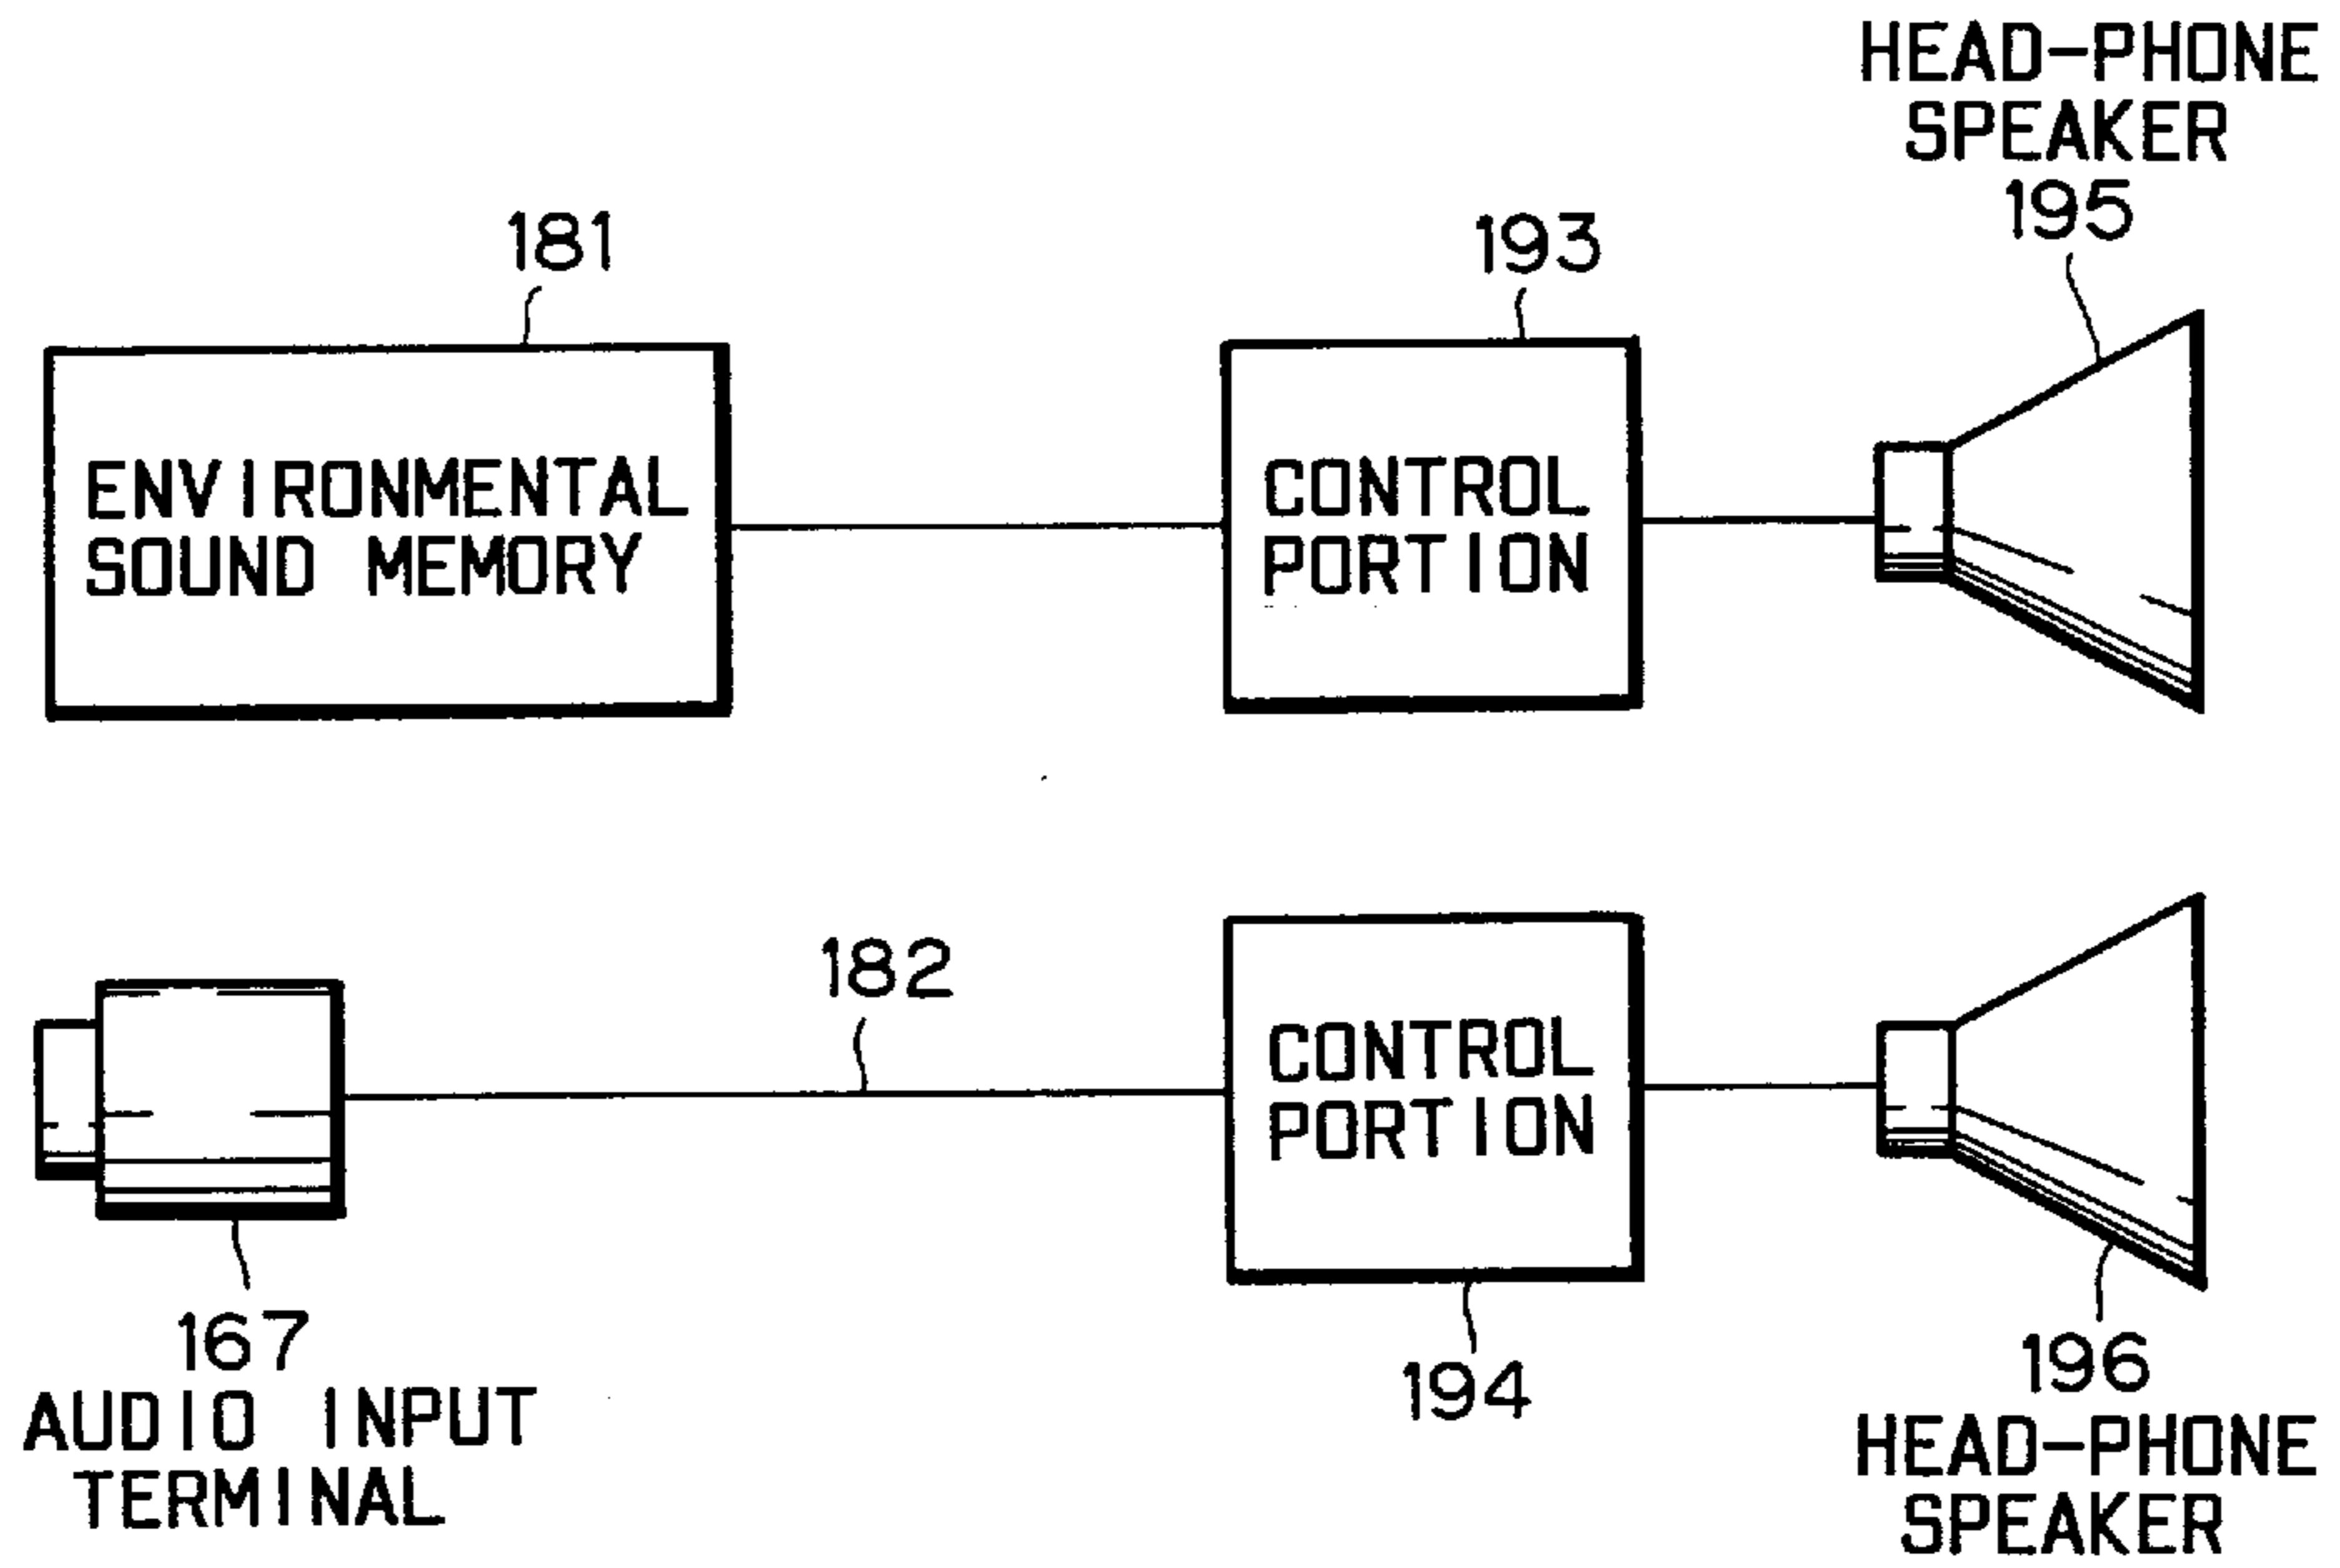 HEAD-PHONE
SPEAKER
195
181
193
ENVIRONMENTAL
SOUND MEMORY
CONTROL
PORTION
182
CONTROL
PORTION
167
AUDIO INPUT
TERMINAL
194
196
HEAD-PHONE
SPEAKER